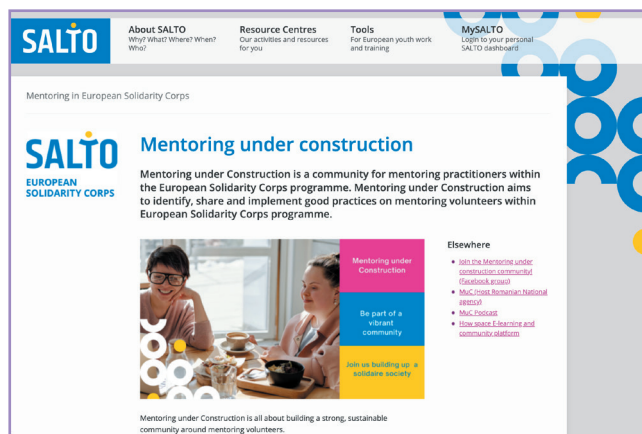 SALTO
About SALTO
Why? What? Where? When?
Who?
Resource Centres
Our activities and resources
for you
Tools
For European youth work
and training
MySALTO
Login to your personal
SALTO dashboard
Mentoring in European Solidarity Corps
SALTO
EUROPEAN
SOLIDARITY CORPS
Mentoring under construction
Mentoring under Construction is a community for mentoring practitioners within
the European Solidarity Corps programme. Mentoring under Construction aims
to identify, share and implement good practices on mentoring volunteers within
European Solidarity Corps programme.
Mentoring under
Construction
Be part of a
vibrant
community
Join us building up a
solidaire society
Elsewhere
Join the Mentoring under
construction community!
(Facebook group)
MuC (Host Romanian National
agency)
MuC Podcast
How space E-learning and
community platform
Mentoring under Construction is all about building a strong, sustainable
community around mentoring volunteers.